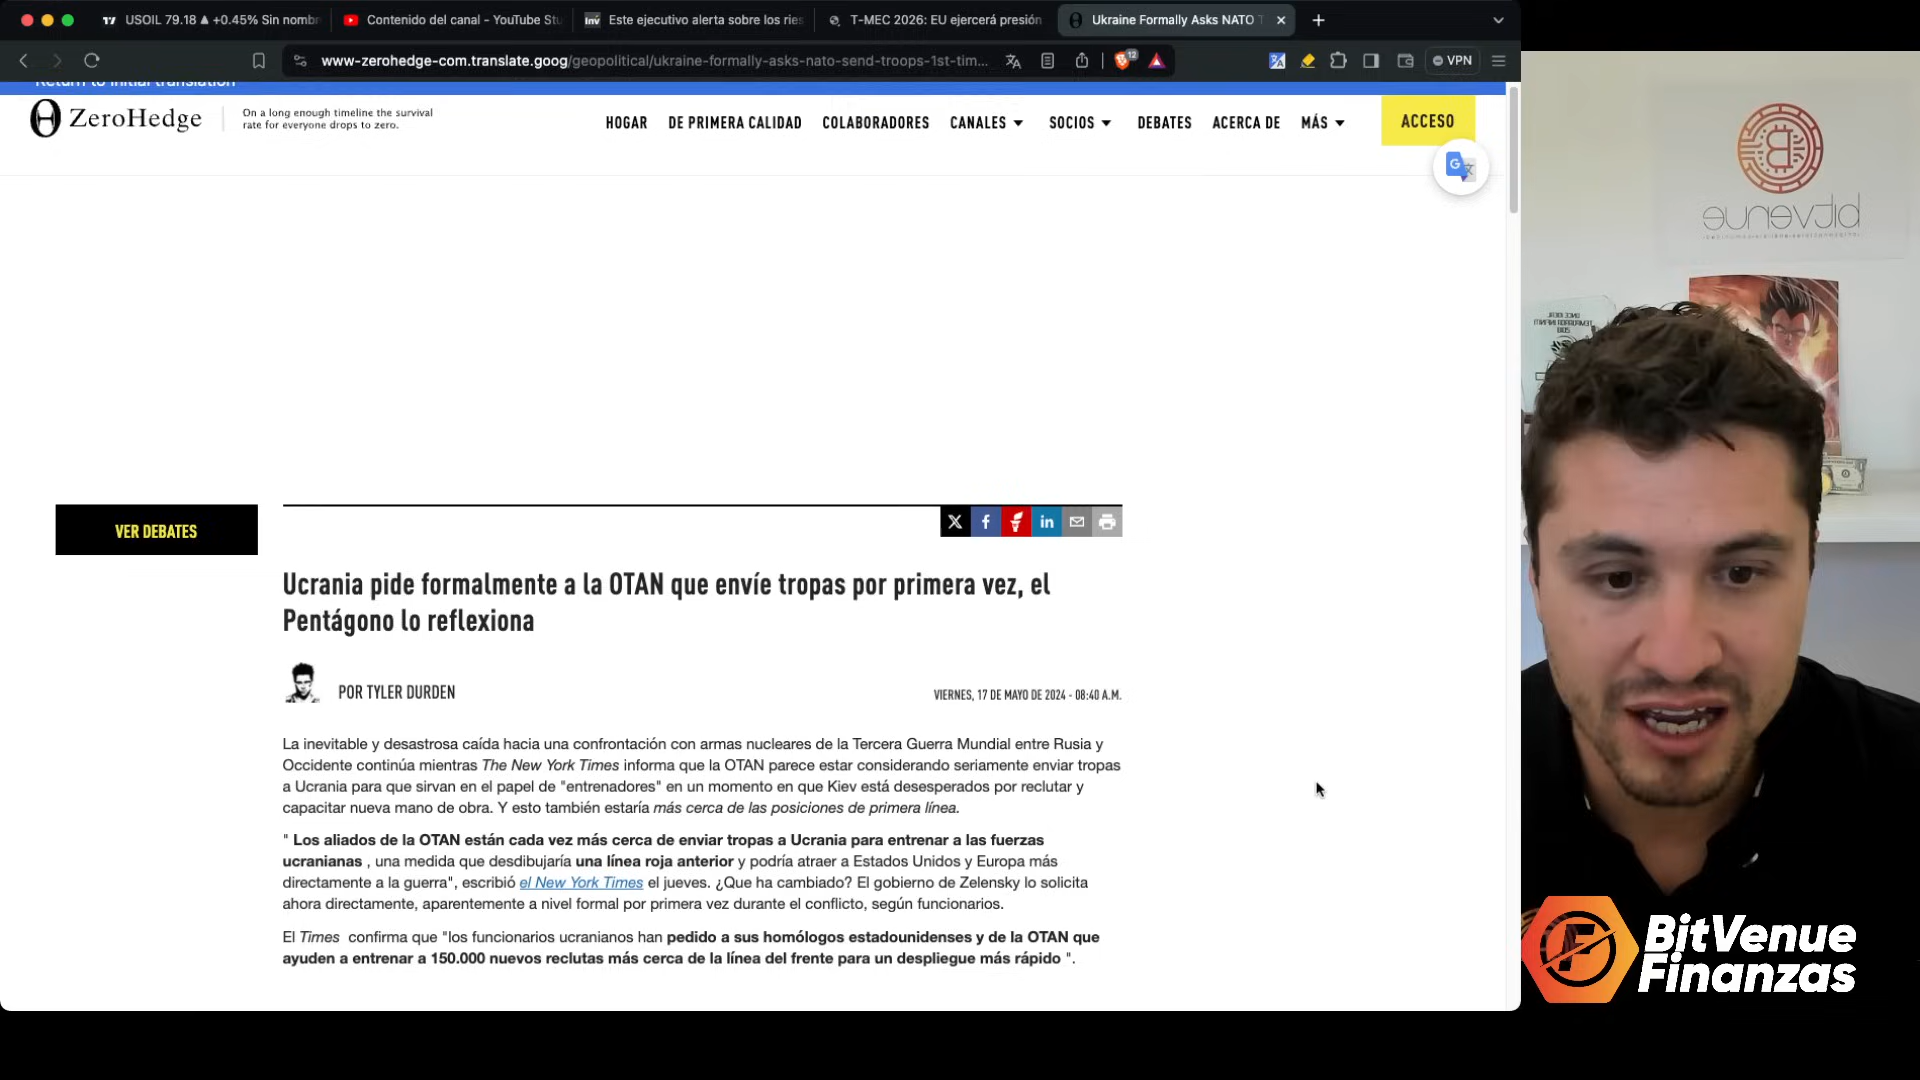 USOIL 79.18 ▲ +0.45% Sin nombr
Contenido del canal - YouTube Stu
Este ejecutivo alerta sobre los ries
T-MEC 2026: EU ejercerá presión
Ukraine Formally Asks NATO T
www-zerohedge-com.translate.goog/geopolitical/ukraine-formally-asks-nato-send-troops-1st-tim...
12
VPN
Return to initial translation
ZeroHedge
On a long enough timeline the survival
rate for everyone drops to zero.
HOGAR
DE PRIMERA CALIDAD
COLABORADORES
CANALES
SOCIOS
DEBATES
ACERCA DE
MÁS
ACCESO
bitvenue
VER DEBATES
Ucrania pide formalmente a la OTAN que envíe tropas por primera vez, el
Pentágono lo reflexiona
POR TYLER DURDEN
VIERNES, 17 DE MAYO DE 2024 - 08:40 A.M.
La inevitable y desastrosa caída hacia una confrontación con armas nucleares de la Tercera Guerra Mundial entre Rusia y
Occidente continúa mientras The New York Times informa que la OTAN parece estar considerando seriamente enviar tropas
a Ucrania para que sirvan en el papel de "entrenadores" en un momento en que Kiev está desesperados por reclutar y
capacitar nueva mano de obra. Y esto también estaría más cerca de las posiciones de primera línea.
" Los aliados de la OTAN están cada vez más cerca de enviar tropas a Ucrania para entrenar a las fuerzas
ucranianas , una medida que desdibujaría una línea roja anterior y podría atraer a Estados Unidos y Europa más
directamente a la guerra", escribió el New York Times el jueves. ¿Que ha cambiado? El gobierno de Zelensky lo solicita
ahora directamente, aparentemente a nivel formal por primera vez durante el conflicto, según funcionarios.
El Times confirma que "los funcionarios ucranianos han pedido a sus homólogos estadounidenses y de la OTAN que
ayuden a entrenar a 150.000 nuevos reclutas más cerca de la línea del frente para un despliegue más rápido ".
BitVenue
Finanzas